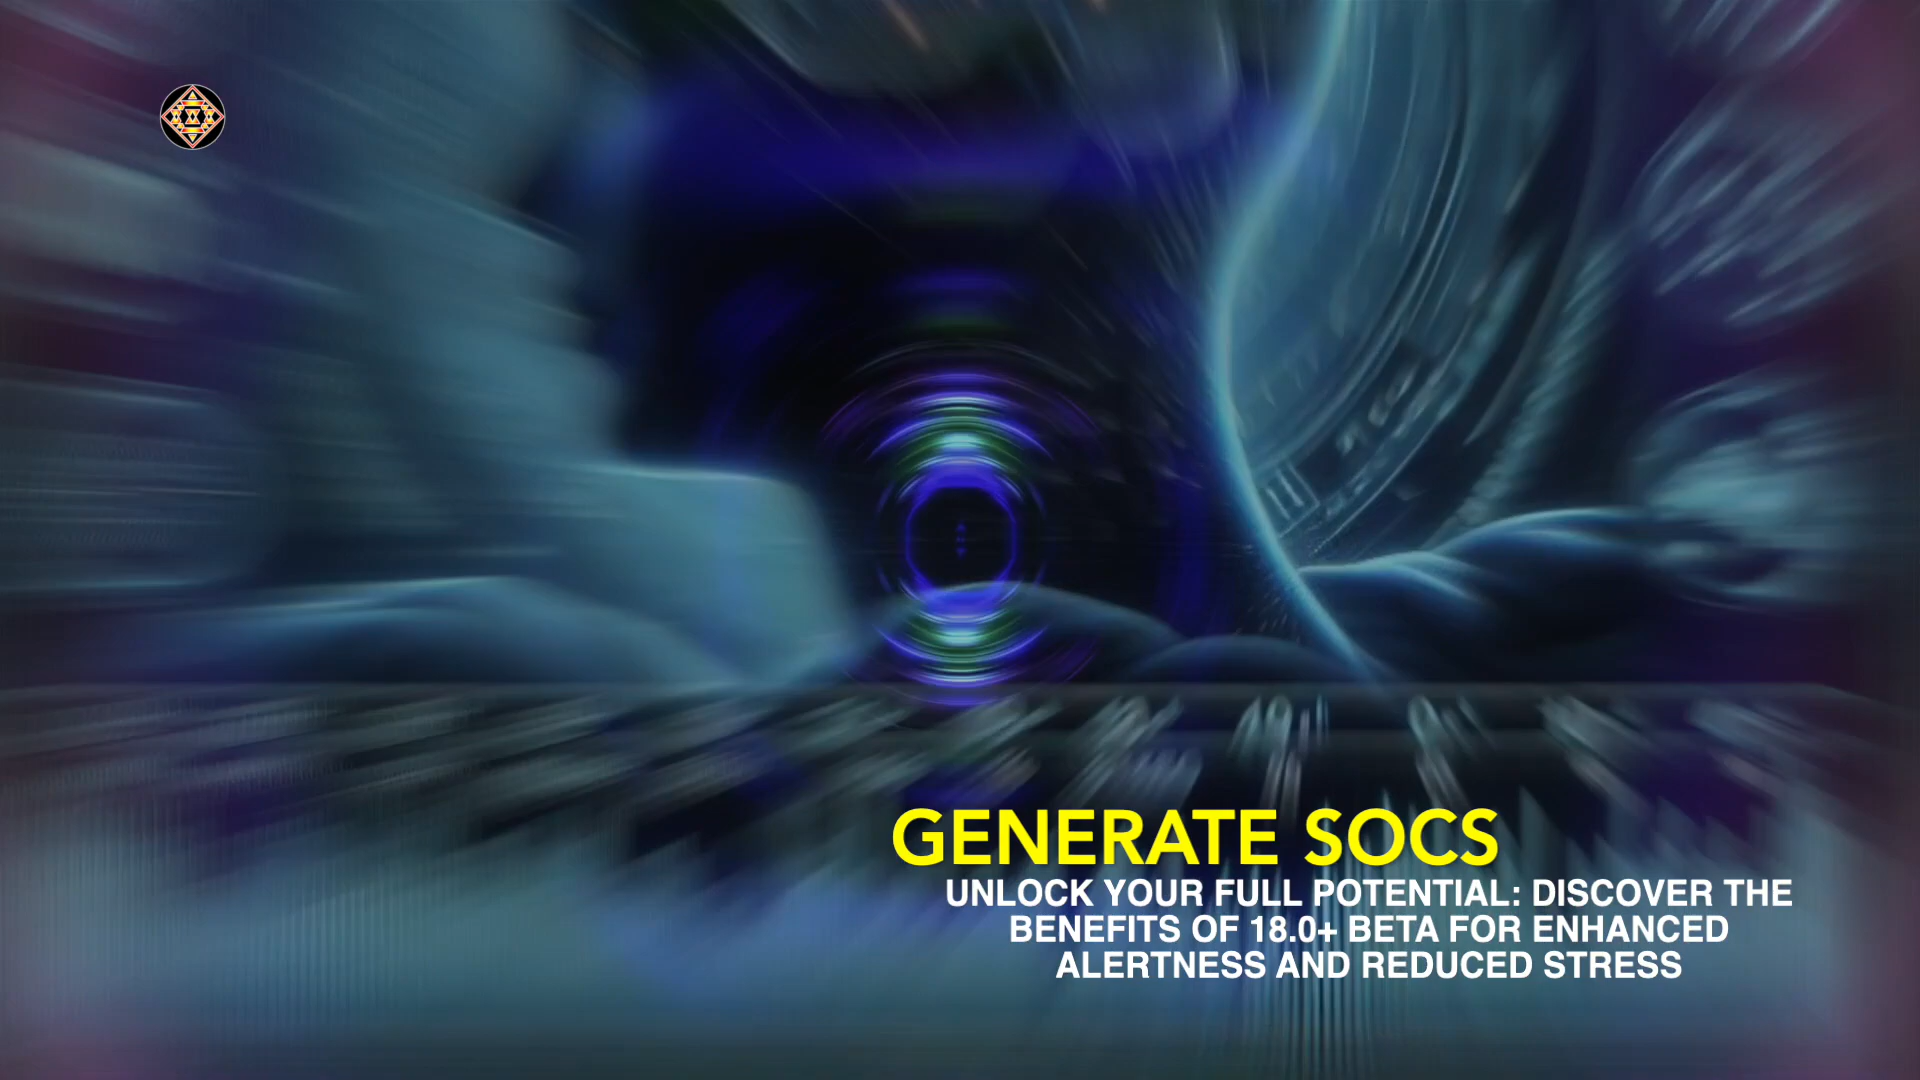 GENERATE SOCS
UNLOCK YOUR FULL POTENTIAL: DISCOVER THE
BENEFITS OF 18.0+ BETA FOR ENHANCED
ALERTNESS AND REDUCED STRESS